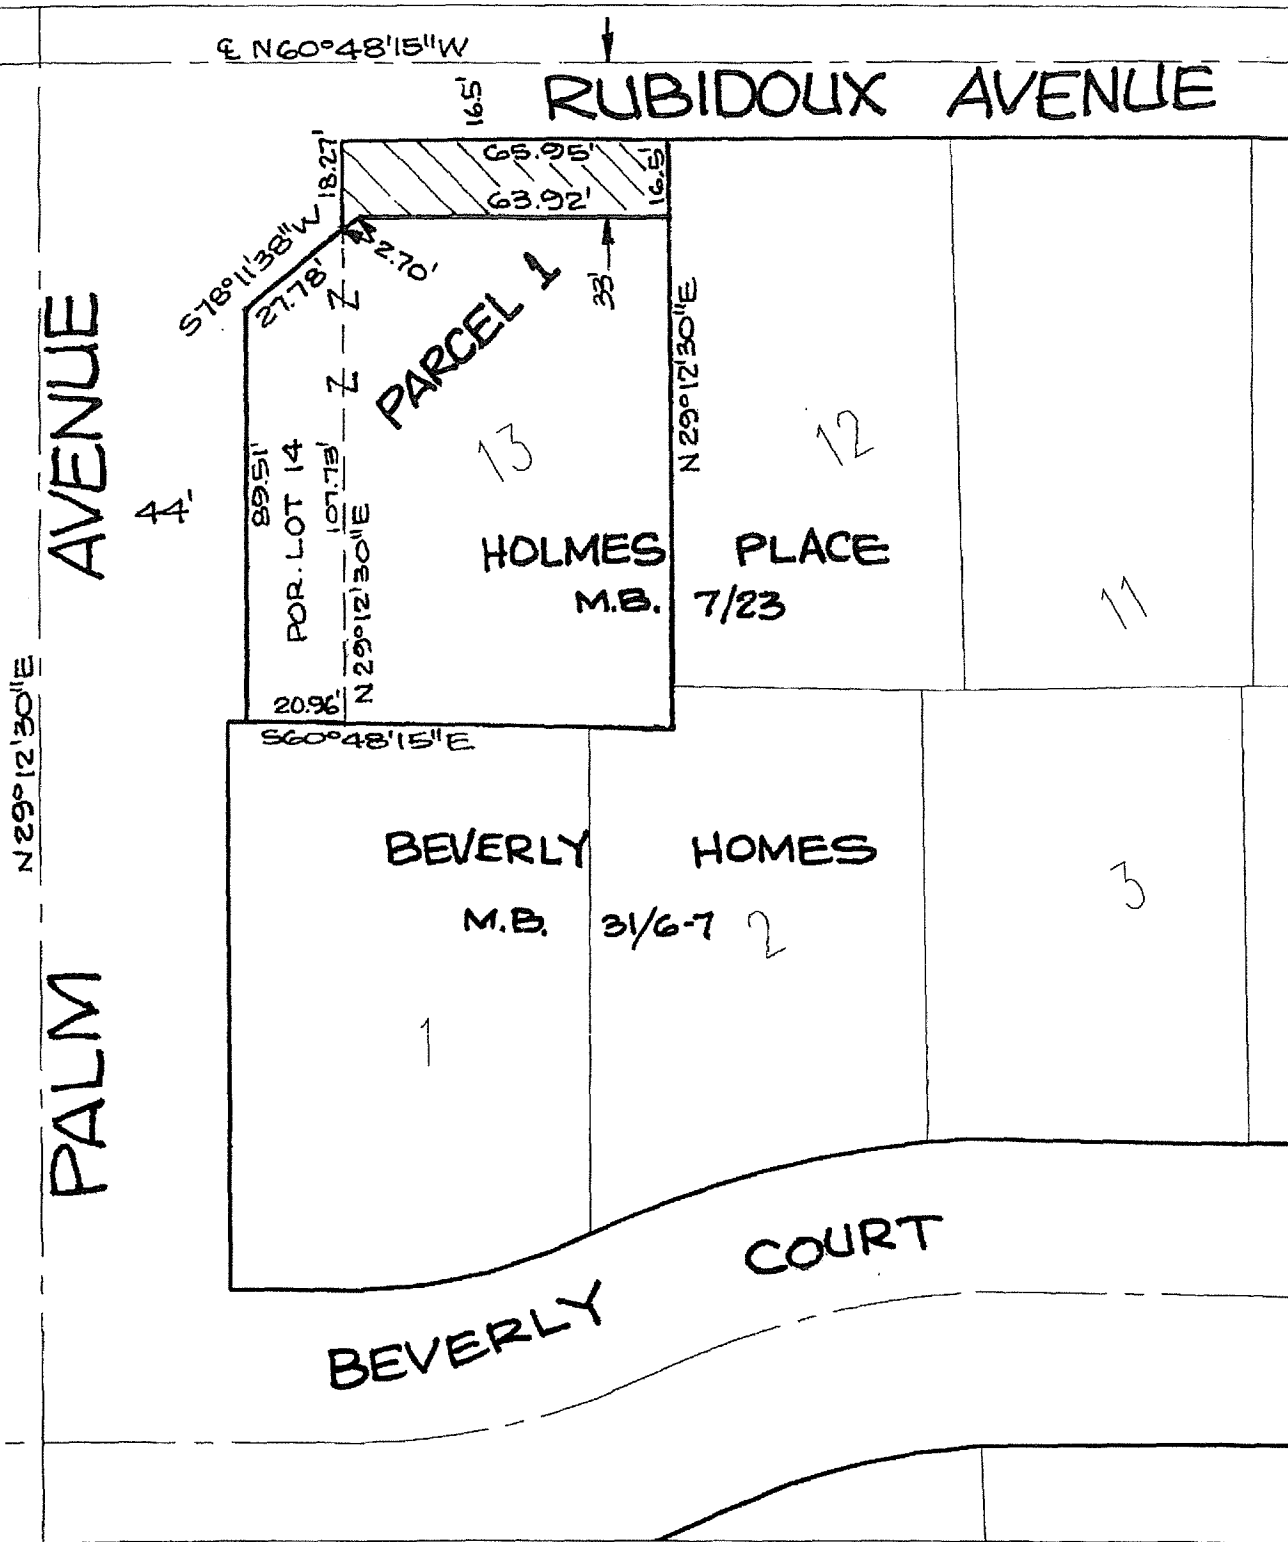 ℄ N60°48'15"W
RUBIDOUX AVENUE
16.5'
18.27'
65.95'
16.5'
63.92'
S78°11'38"W
27.78'
2.70'
33'
PARCEL 1
N29°12'30"E
13
12
11
89.51'
POR. LOT 14
107.73'
N29°12'30"E
44'
HOLMES PLACE
M.B. 7/23
20.96'
S60°48'15"E
N29°12'30"E
PALM AVENUE
BEVERLY HOMES
M.B. 31/6-7
1
2
3
BEVERLY COURT